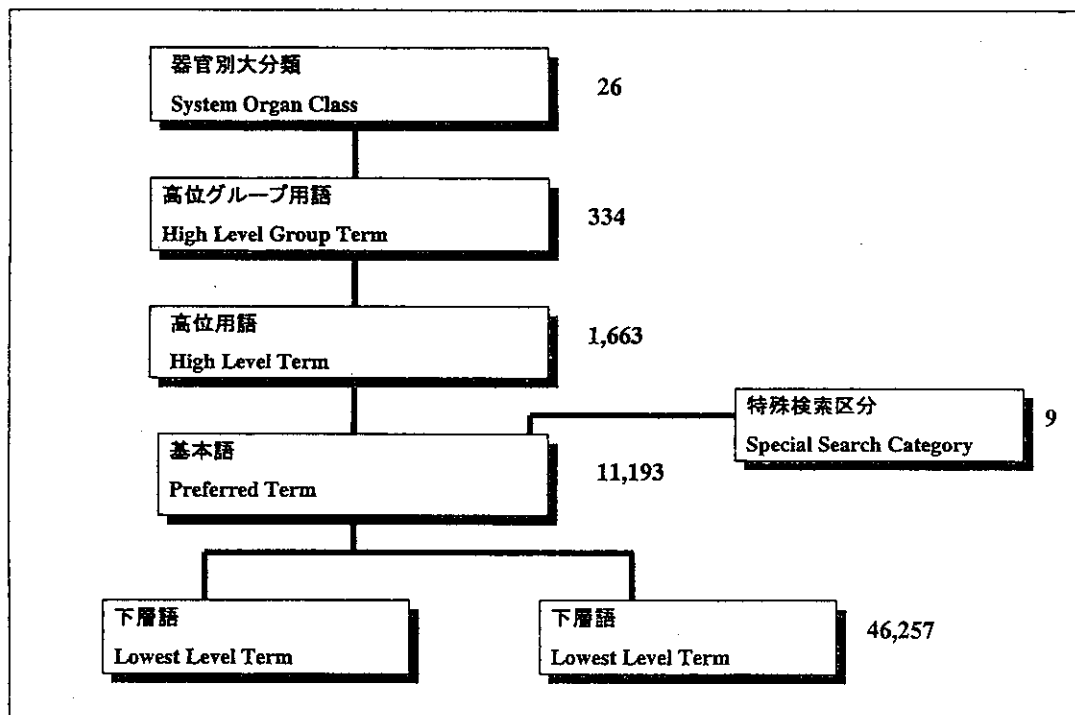 器官別大分類
System Organ Class
26
高位グループ用語
High Level Group Term
334
高位用語
High Level Term
1,663
特殊検索区分
Special Search Category
9
基本語
Preferred Term
11,193
下層語
Lowest Level Term
下層語
Lowest Level Term
46,257